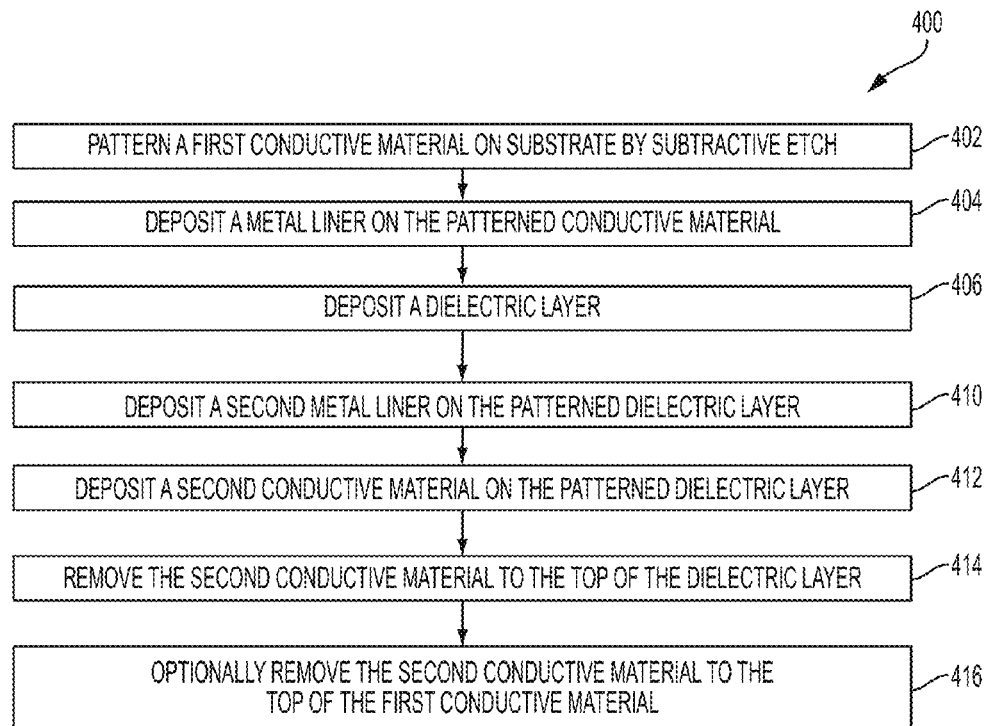 400
PATTERN A FIRST CONDUCTIVE MATERIAL ON SUBSTRATE BY SUBTRACTIVE ETCH
402
DEPOSIT A METAL LINER ON THE PATTERNED CONDUCTIVE MATERIAL
404
DEPOSIT A DIELECTRIC LAYER
406
DEPOSIT A SECOND METAL LINER ON THE PATTERNED DIELECTRIC LAYER
410
DEPOSIT A SECOND CONDUCTIVE MATERIAL ON THE PATTERNED DIELECTRIC LAYER
412
REMOVE THE SECOND CONDUCTIVE MATERIAL TO THE TOP OF THE DIELECTRIC LAYER
414
OPTIONALLY REMOVE THE SECOND CONDUCTIVE MATERIAL TO THE
TOP OF THE FIRST CONDUCTIVE MATERIAL
416